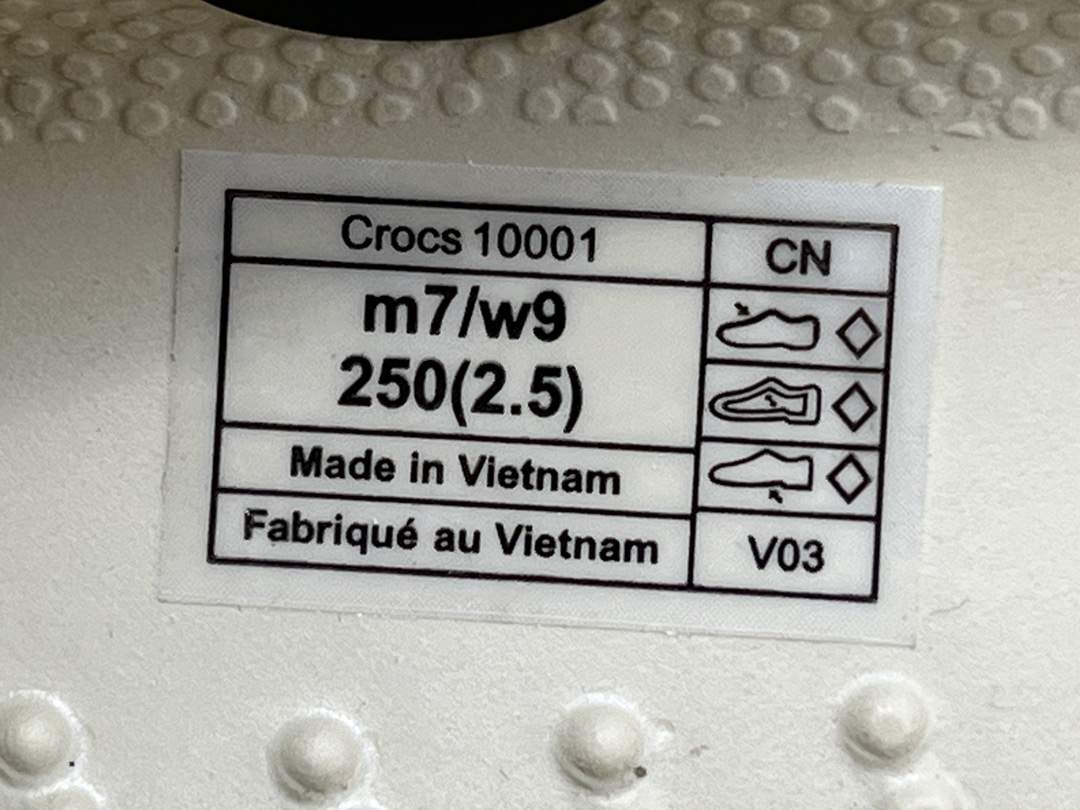 Crocs 10001
CN
m7/w9
250(2.5)
Made in Vietnam
Fabriqué au Vietnam
V03